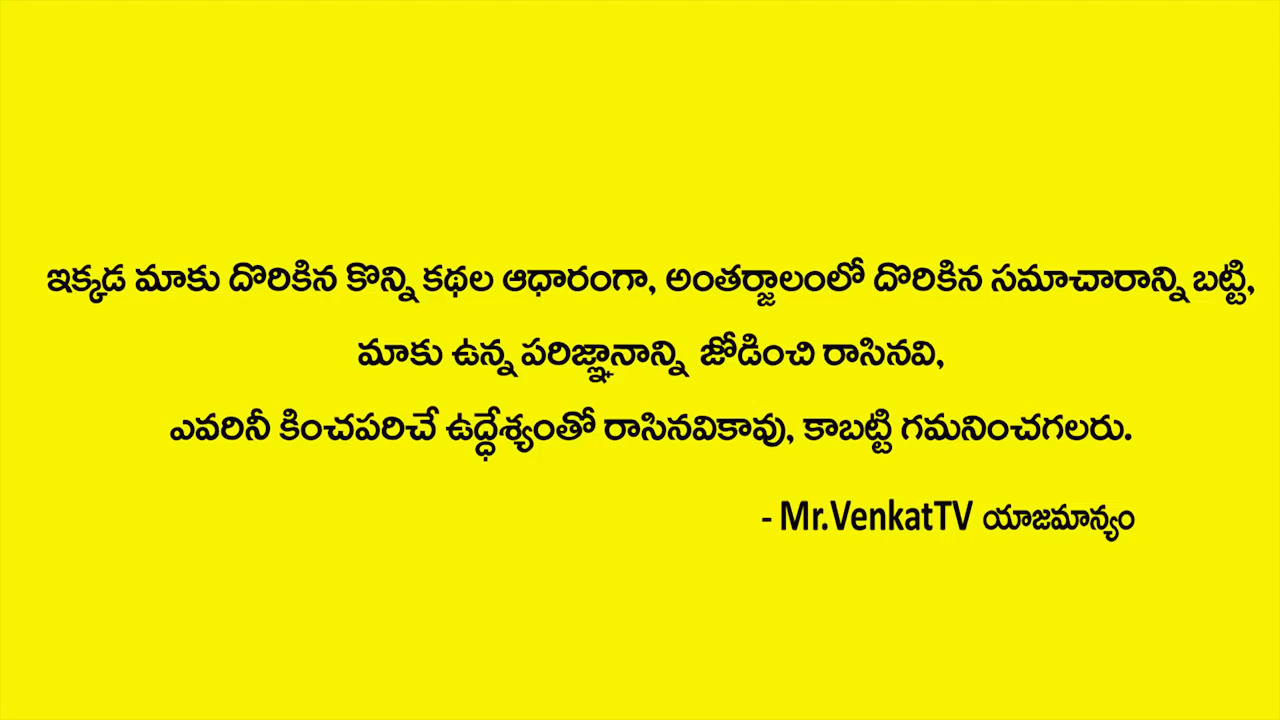 ఇక్కడ మాకు దొరికిన కొన్ని కథల ఆధారంగా, అంతర్జాలంలో దొరికిన సమాచారాన్ని బట్టి,
మాకు ఉన్న పరిజ్ఞానాన్ని జోడించి రాసినవి,
ఎవరినీ కించపరిచే ఉద్ధేశ్యంతో రాసినవికావు, కాబట్టి గమనించగలరు.
- Mr.VenkatTV యాజమాన్యం